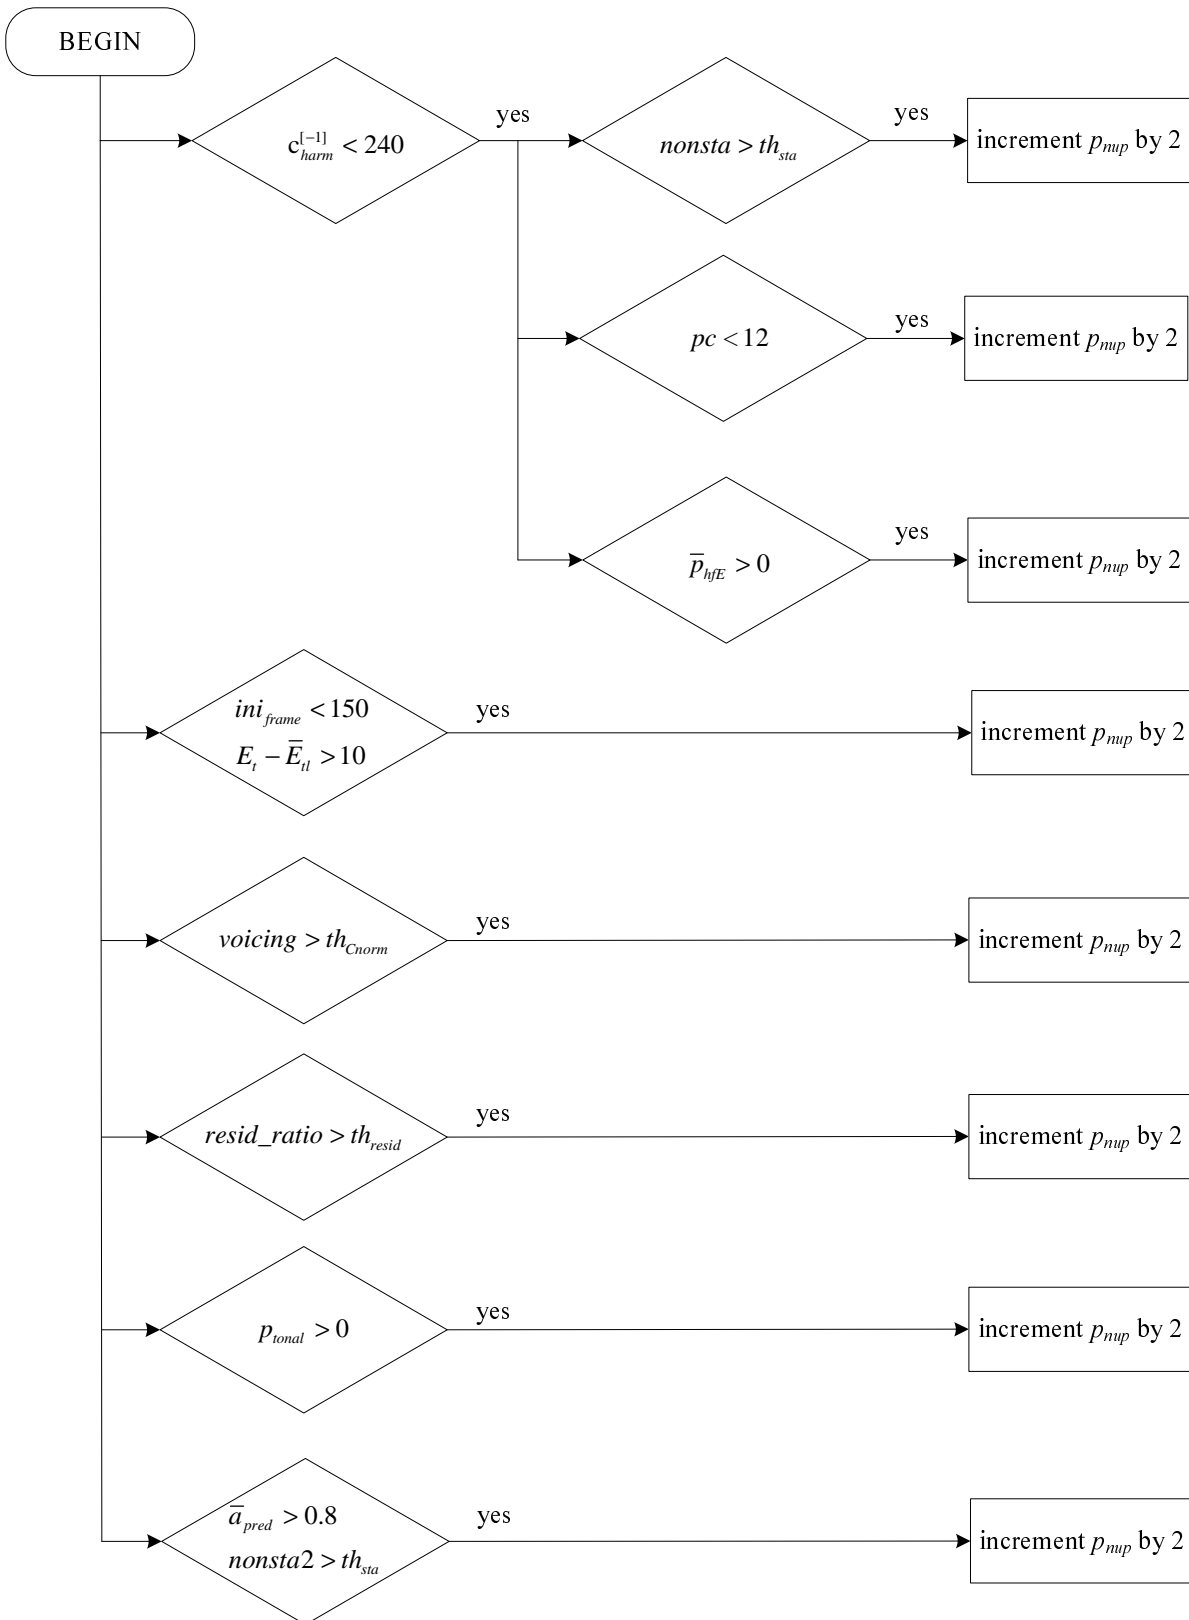 BEGIN
c_{harm}^{[-1]} < 240
yes
nonsta > th_{sta}
yes
increment p_{nup} by 2
pc < 12
yes
increment p_{nup} by 2
p̅_{hfE} > 0
yes
increment p_{nup} by 2
ini_{frame} < 150
E_{t} − E̅_{tl} > 10
yes
increment p_{nup} by 2
voicing > th_{Cnorm}
yes
increment p_{nup} by 2
resid_ratio > th_{resid}
yes
increment p_{nup} by 2
p_{tonal} > 0
yes
increment p_{nup} by 2
a̅_{pred} > 0.8
nonsta2 > th_{sta}
yes
increment p_{nup} by 2